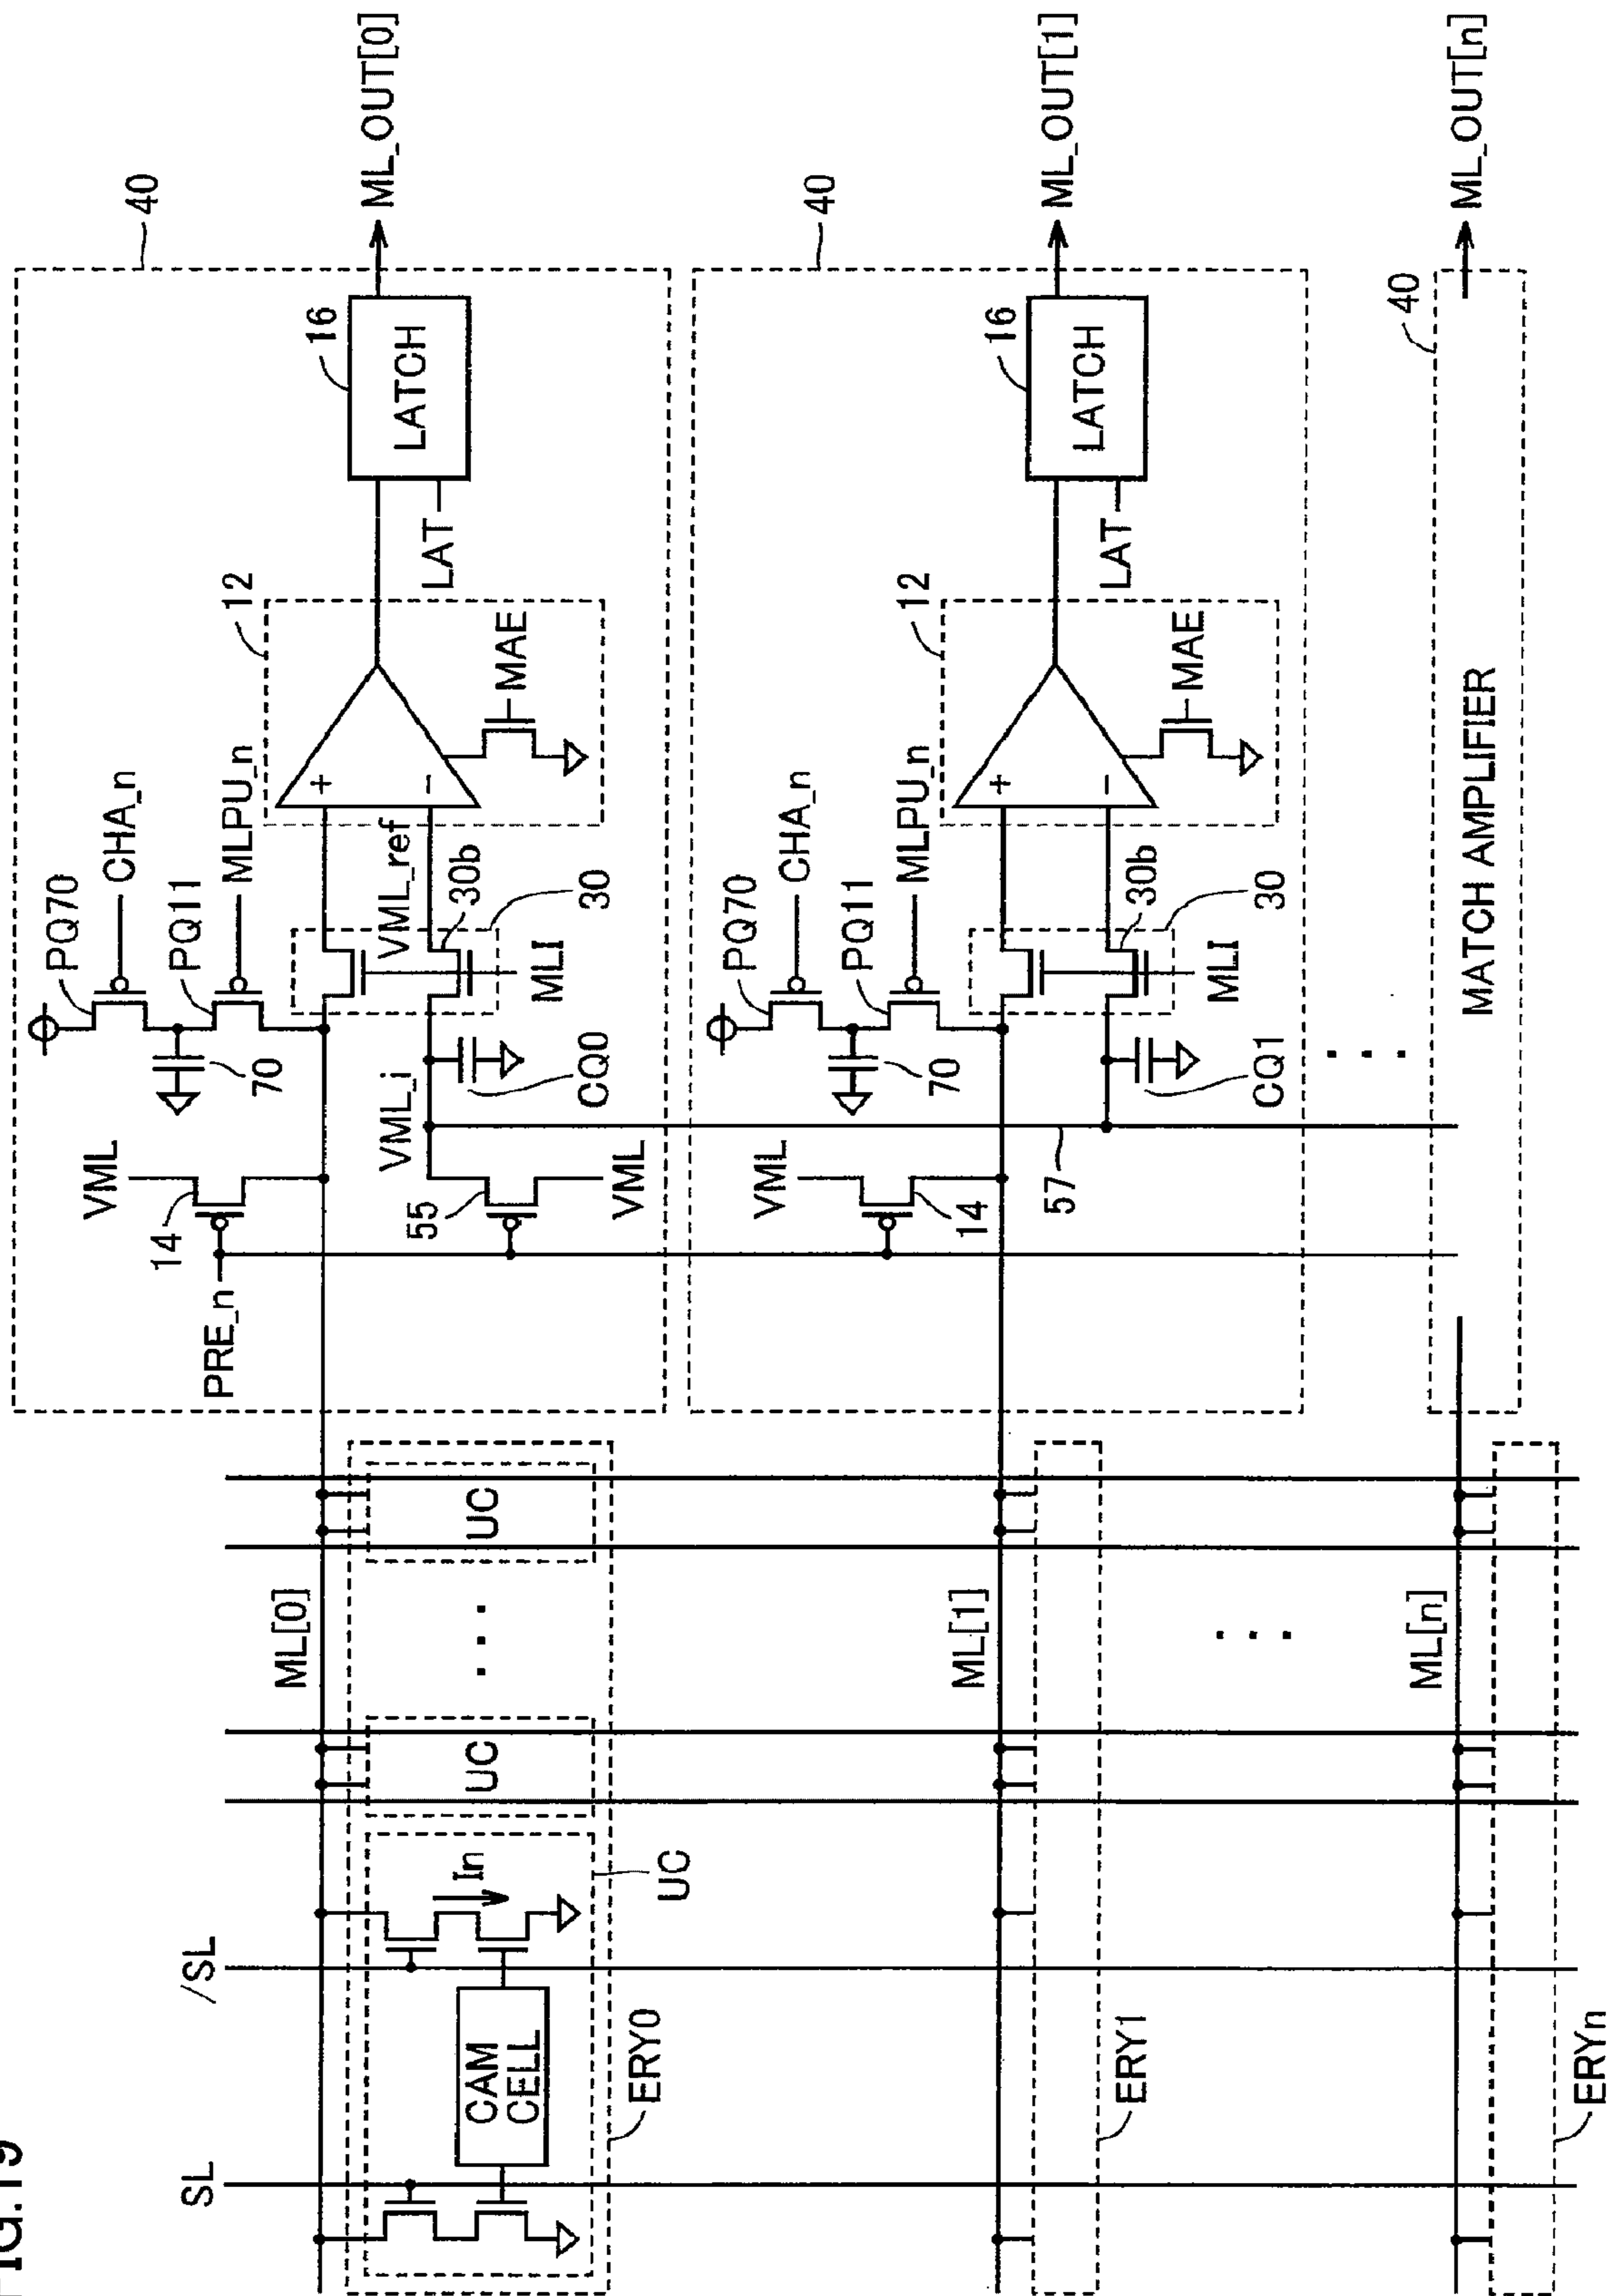 FIG.19
SL
/SL
CAM
CELL
In
UC
ERY0
ML[0]
UC
. . .
UC
PRE_n
14
VML
55
VML
VML_i
CQ0
70
PQ70
CHA_n
PQ11
MLPU_n
VML_ref
30b
30
MLI
+
−
12
MAE
LAT
16
LATCH
40
ML_OUT[0]
ERY1
ML[1]
. . .
VML
14
57
CQ1
70
PQ70
CHA_n
PQ11
MLPU_n
30b
30
MLI
+
−
12
MAE
LAT
16
LATCH
40
ML_OUT[1]
. . .
ERYn
ML[n]
MATCH AMPLIFIER
40
ML_OUT[n]